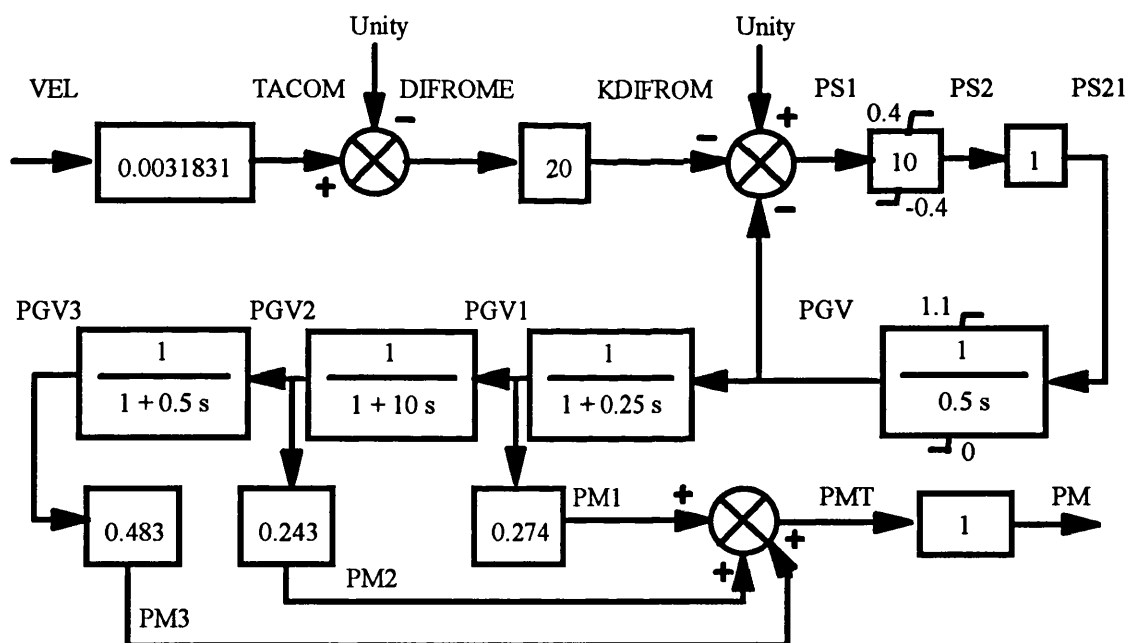 Unity
Unity
VEL
TACOM
DIFROME
KDIFROM
PS1
PS2
PS21
0.0031831
-
+
20
-
+
-
0.4
10
-0.4
1
PGV3
PGV2
PGV1
PGV
1.1
1
1 + 0.5 s
1
1 + 10 s
1
1 + 0.25 s
1
0.5 s
0
0.483
0.243
0.274
PM1
+
+
+
PMT
1
PM
PM2
PM3